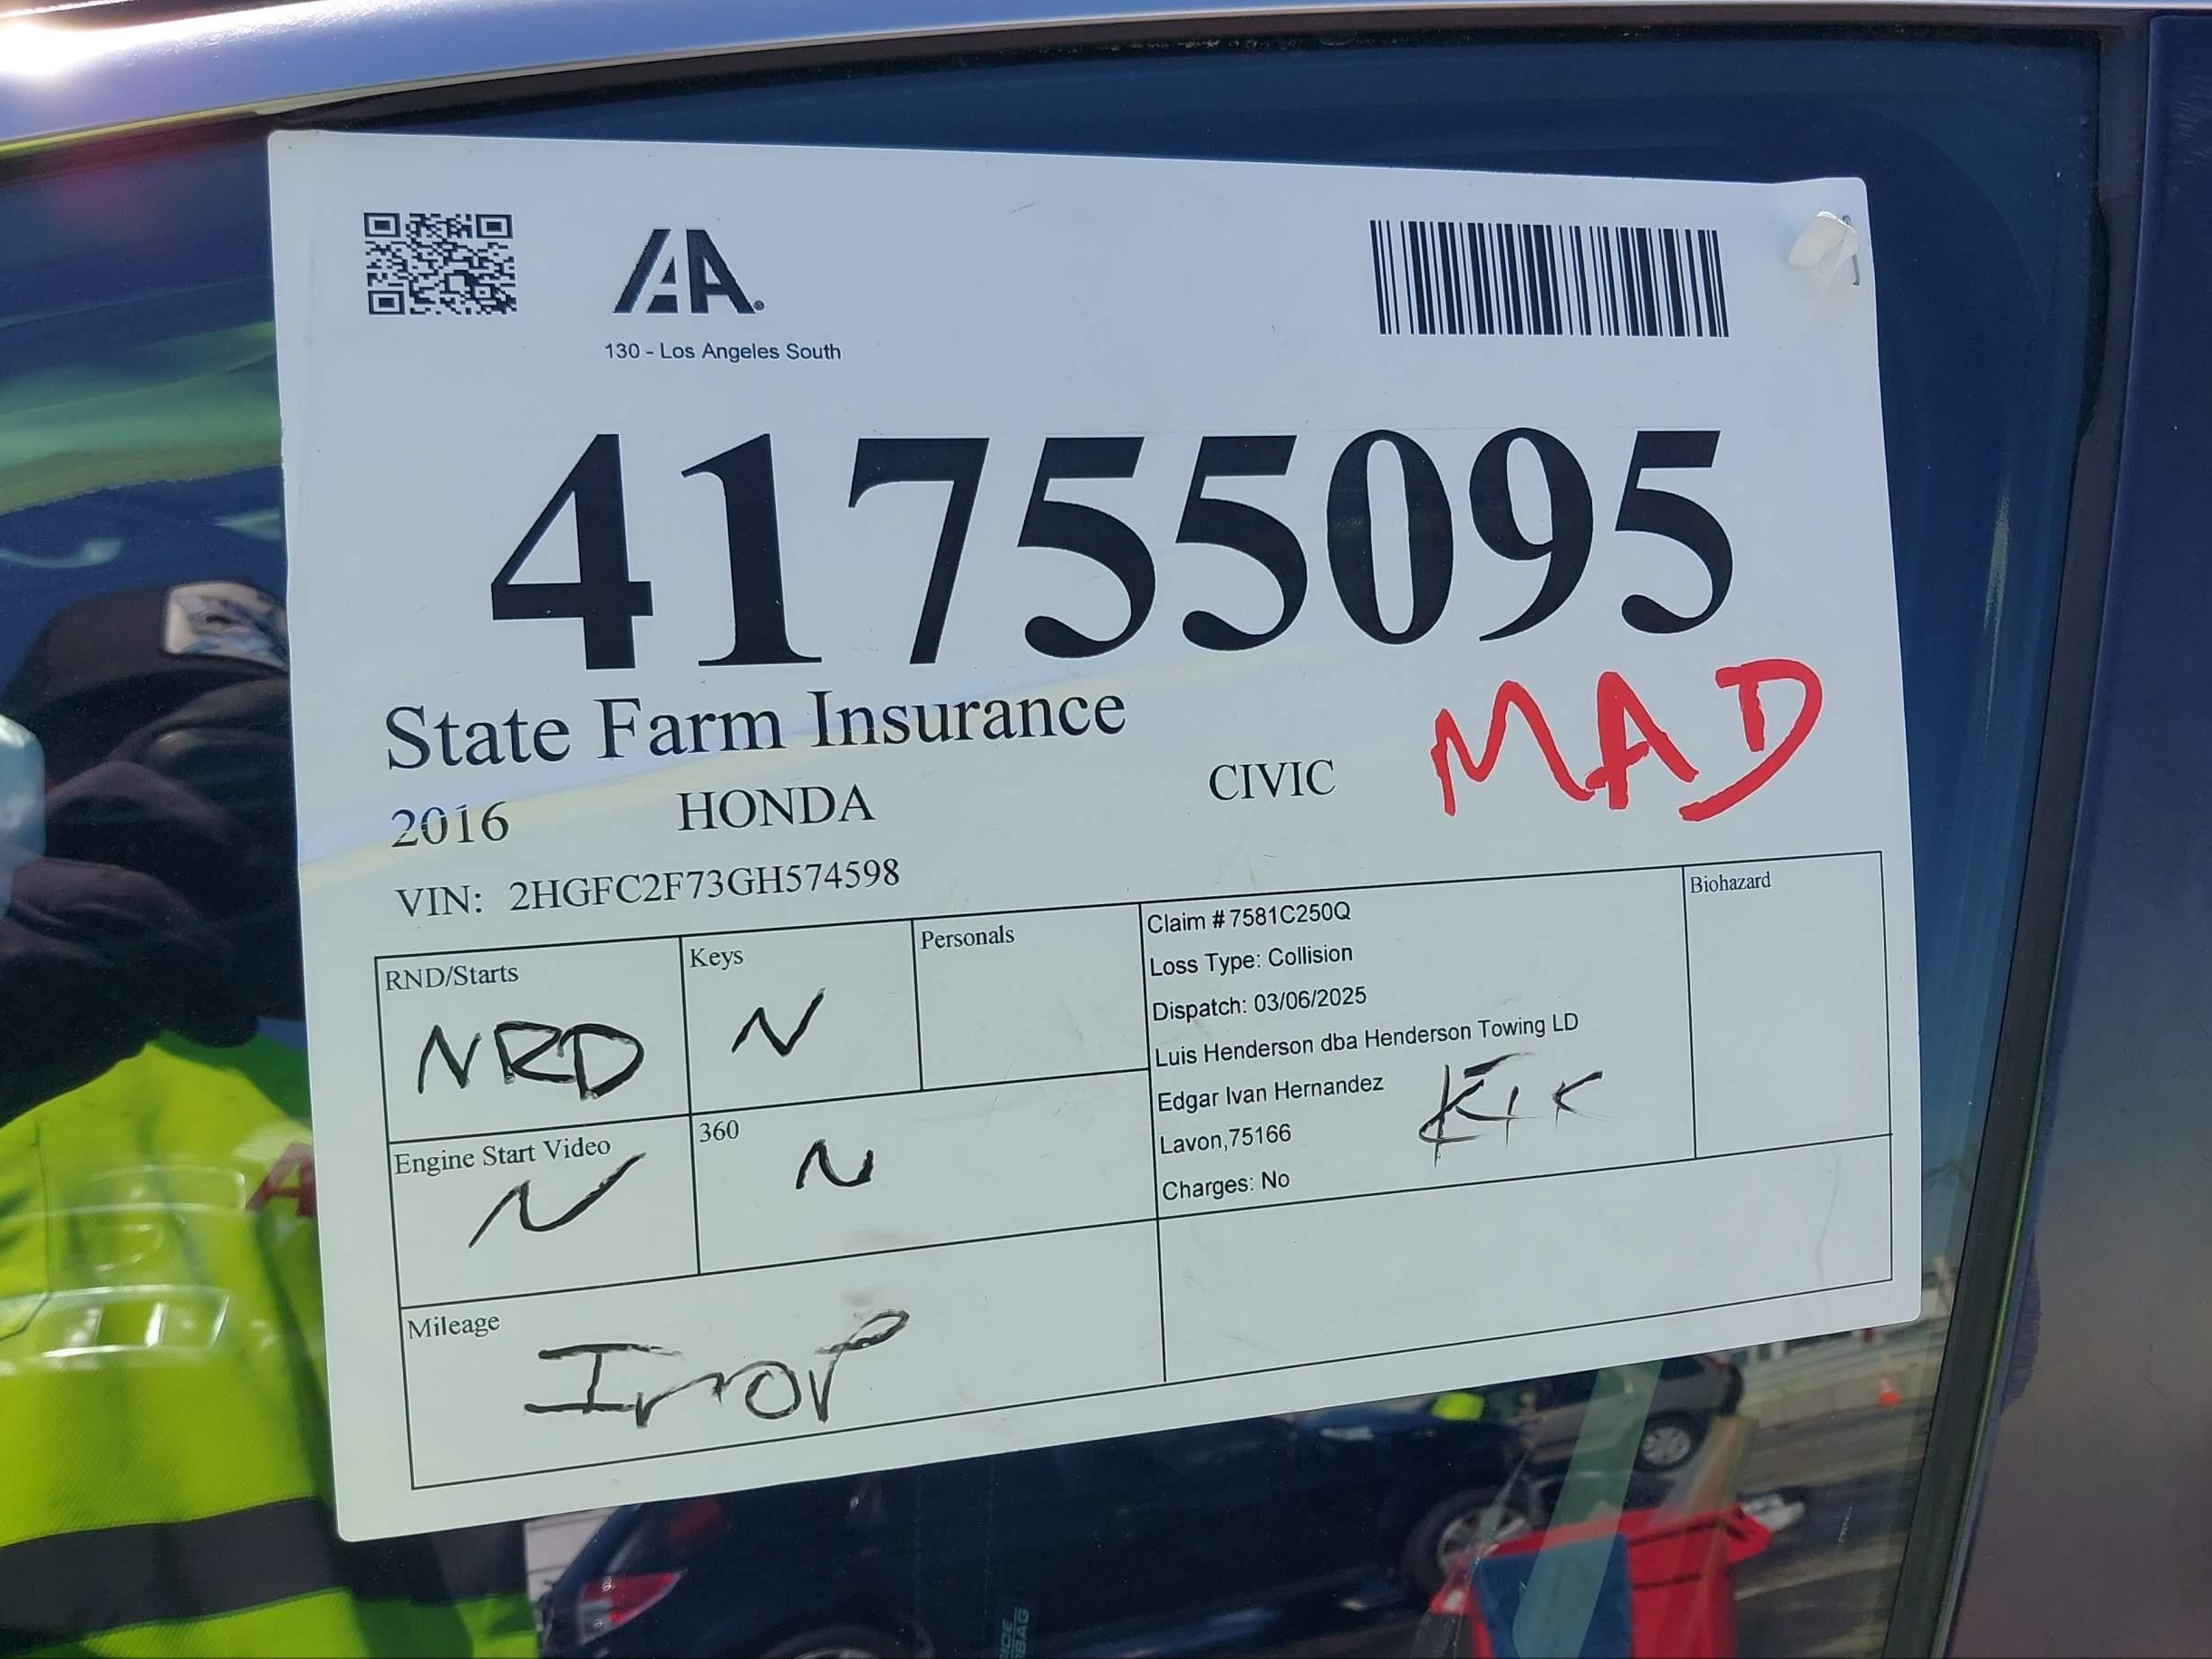 IAA
130 - Los Angeles South
41755095
State Farm Insurance
MAD
2016 HONDA CIVIC
VIN: 2HGFC2F73GH574598
RND/Starts
NRD
Keys
N
Personals
Claim # 7581C250Q
Loss Type: Collision
Dispatch: 03/06/2025
Luis Henderson dba Henderson Towing LD
Edgar Ivan Hernandez
Lavon,75166
Charges: No
Biohazard
Engine Start Video
N
360
N
Mileage
Inop